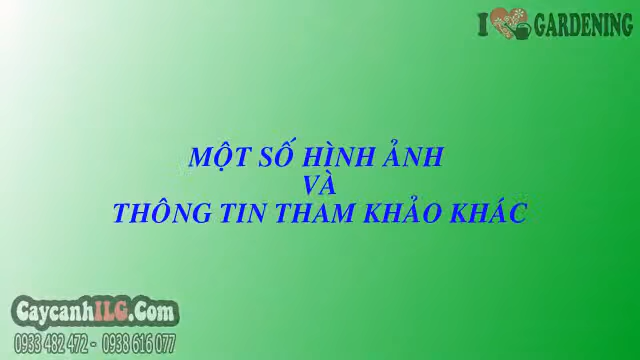 I GARDENING
MỘT SỐ HÌNH ẢNH
VÀ
THÔNG TIN THAM KHẢO KHÁC
CaycanhILG.Com
0933 482 472 - 0938 616 077